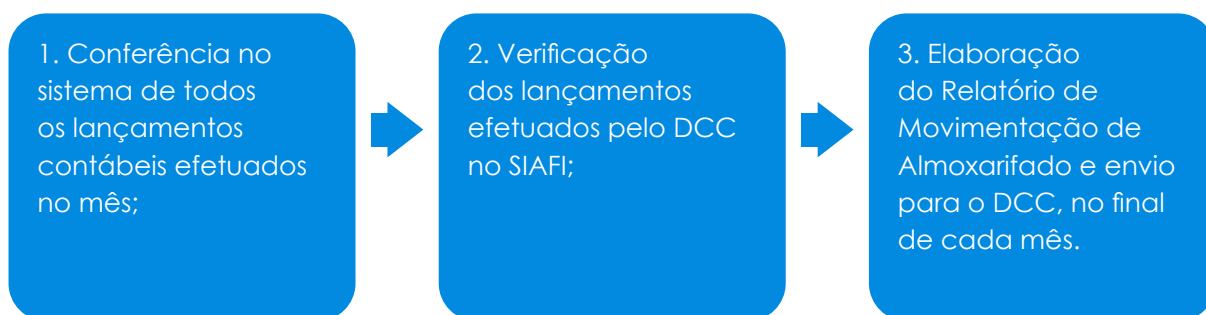 1. Conferência no
sistema de todos
os lançamentos
contábeis efetuados
no mês;
2. Verificação
dos lançamentos
efetuados pelo DCC
no SIAFI;
3. Elaboração
do Relatório de
Movimentação de
Almoxarifado e envio
para o DCC, no final
de cada mês.